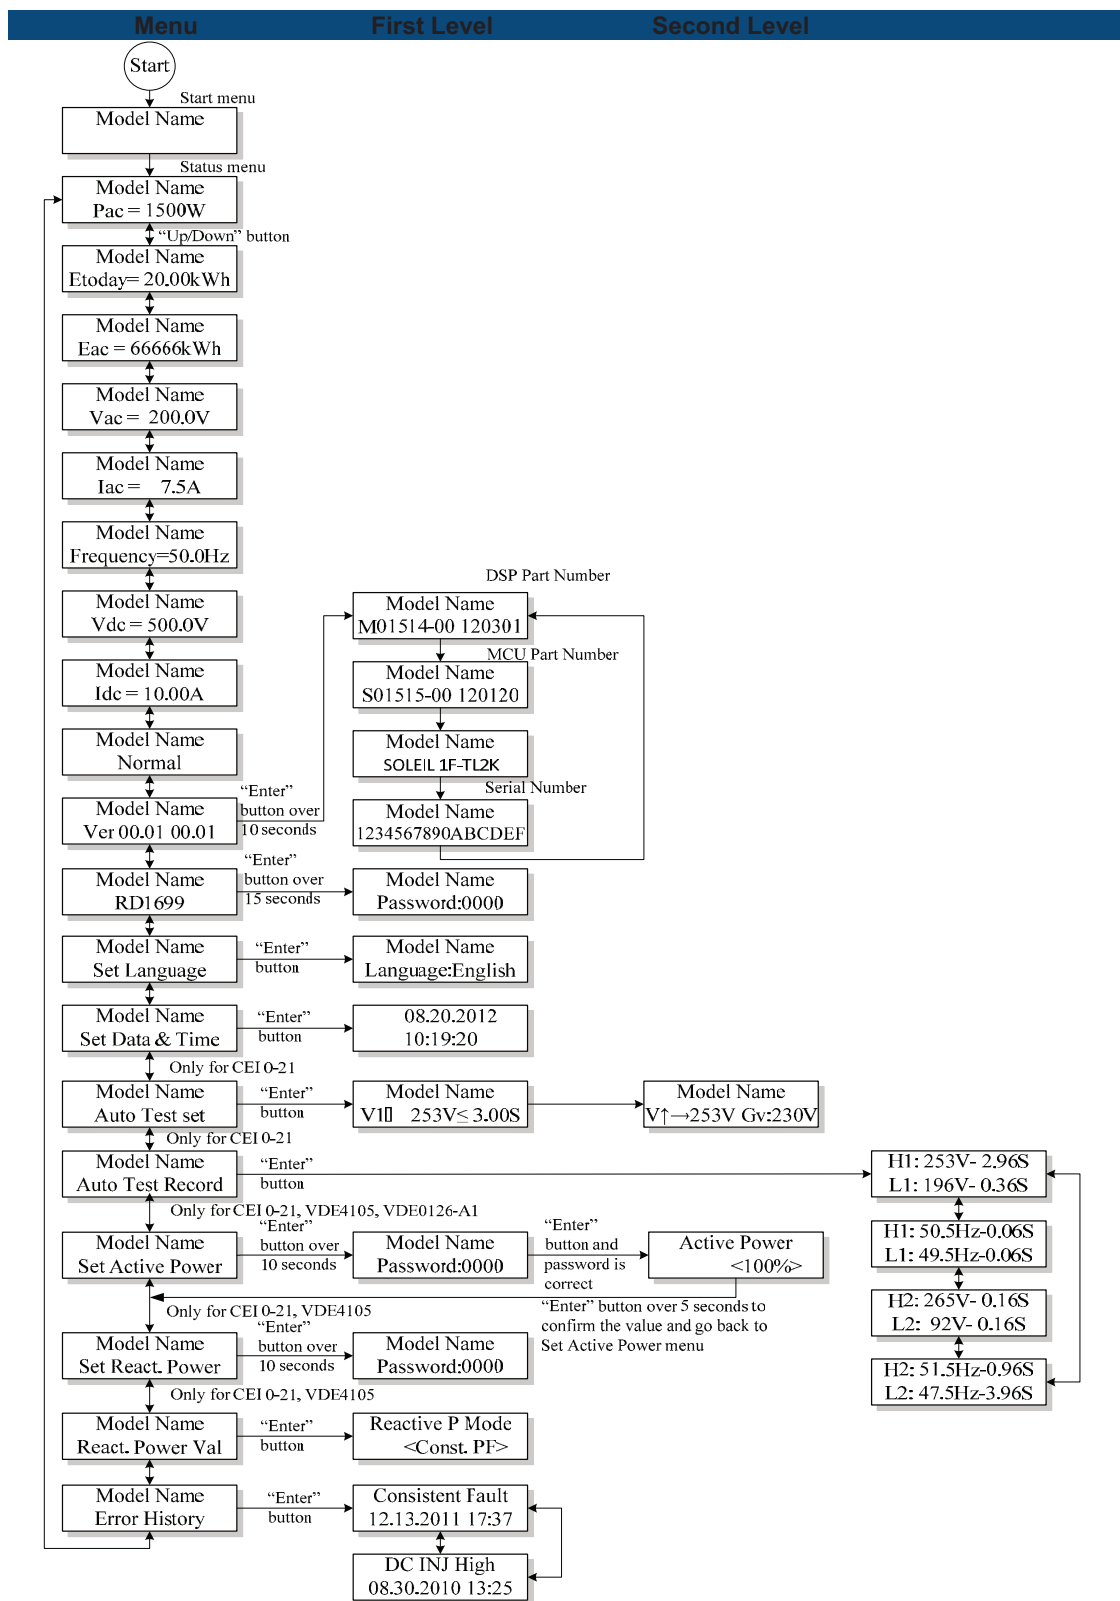 Menu First Level Second Level
Start
Start menu
Model Name
Status menu
Model Name
Pac = 1500W
“Up/Down” button
Model Name
Etoday= 20.00kWh
Model Name
Eac = 66666kWh
Model Name
Vac = 200.0V
Model Name
Iac = 7.5A
Model Name
Frequency=50.0Hz
Model Name
Vdc = 500.0V
Model Name
Idc = 10.00A
Model Name
Normal
Model Name
Ver 00.01 00.01
“Enter”
button over
10 seconds
DSP Part Number
Model Name
M01514-00 120301
MCU Part Number
Model Name
S01515-00 120120
Model Name
SOLEIL 1F-TL2K
Serial Number
Model Name
1234567890ABCDEF
Model Name
RD1699
“Enter”
button over
15 seconds
Model Name
Password:0000
Model Name
Set Language
“Enter”
button
Model Name
Language:English
Model Name
Set Data & Time
“Enter”
button
08.20.2012
10:19:20
Only for CEI 0-21
Model Name
Auto Test set
“Enter”
button
Model Name
V1▯ 253V≤ 3.00S
Model Name
V↑→253V Gv:230V
Only for CEI 0-21
Model Name
Auto Test Record
“Enter”
button
H1: 253V- 2.96S
L1: 196V- 0.36S
H1: 50.5Hz-0.06S
L1: 49.5Hz-0.06S
H2: 265V- 0.16S
L2: 92V- 0.16S
H2: 51.5Hz-0.96S
L2: 47.5Hz-3.96S
Only for CEI 0-21, VDE4105, VDE0126-A1
Model Name
Set Active Power
“Enter”
button over
10 seconds
Model Name
Password:0000
“Enter”
button and
password is
correct
Active Power
<100%>
“Enter” button over 5 seconds to
confirm the value and go back to
Set Active Power menu
Only for CEI 0-21, VDE4105
Model Name
Set React. Power
“Enter”
button over
10 seconds
Model Name
Password:0000
Only for CEI 0-21, VDE4105
Model Name
React. Power Val
“Enter”
button
Reactive P Mode
<Const. PF>
Model Name
Error History
“Enter”
button
Consistent Fault
12.13.2011 17:37
DC INJ High
08.30.2010 13:25